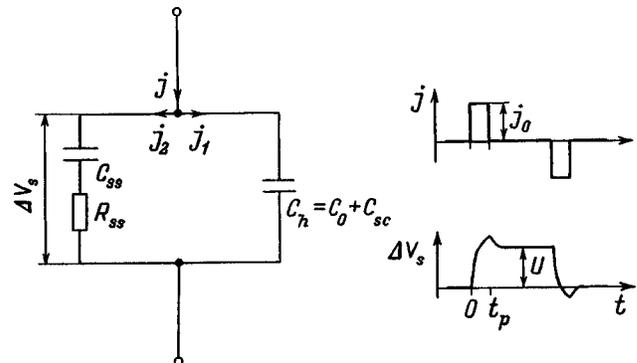 j
j₂ j₁
ΔVₛ
Cₛₛ
Rₛₛ
Cₕ = C₀ + Cₛc
j
j₀
ΔVₛ
U
0 tₚ t